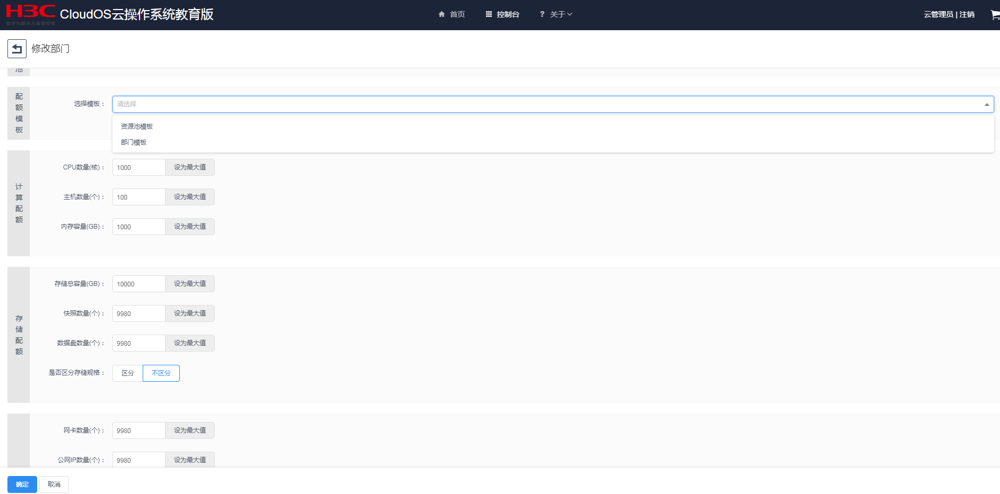 H3C
数字化解决方案领导者
CloudOS云操作系统教育版
首页
控制台
? 关于
云管理员 | 注销
修改部门
池
配额模板
选择模板：
请选择
资源池模板
部门模板
计算配额
CPU数量(核)： 1000 设为最大值
主机数量(个)： 100 设为最大值
内存容量(GB)： 1000 设为最大值
存储配额
存储总容量(GB)： 10000 设为最大值
快照数量(个)： 9980 设为最大值
数据盘数量(个)： 9980 设为最大值
是否区分存储规格： 区分 不区分
网卡数量(个)： 9980 设为最大值
公网IP数量(个)： 9980 设为最大值
确定 取消